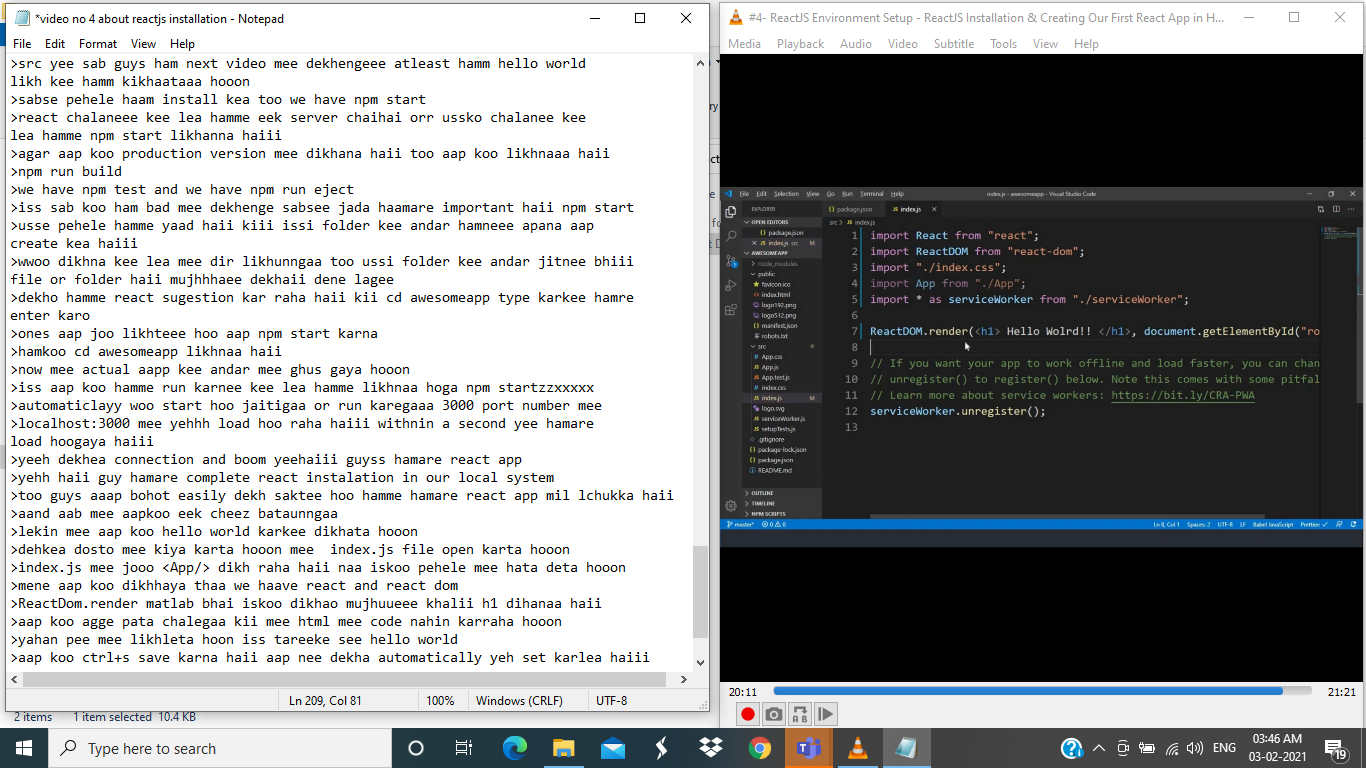 *video no 4 about reactjs installation - Notepad
File Edit Format View Help
>src yee sab guys ham next video mee dekhengeee atleast hamm hello world
likh kee hamm kikhaataaa hooon
>sabse pehele haam install kea too we have npm start
>react chalaneee kee lea hamme eek server chaihai orr ussko chalanee kee
lea hamme npm start likhanna haiii
>agar aap koo production version mee dikhana haii too aap koo likhnaaa haii
>npm run build
>we have npm test and we have npm run eject
>iss sab koo ham bad mee dekhenge sabsee jada haamare important haii npm start
>usse pehele hamme yaad haii kiii issi folder kee andar hamneee apana aap
create kea haiii
>wwoo dikhna kee lea mee dir likhunngaa too ussi folder kee andar jitnee bhiii
file or folder haii mujhhhaee dekhaii dene lagee
>dekho hamme react sugestion kar raha haii kii cd awesomeapp type karkee hamre
enter karo
>ones aap joo likhteee hoo aap npm start karna
>hamkoo cd awesomeapp likhnaa haii
>now mee actual aapp kee andar mee ghus gaya hooon
>iss aap koo hamme run karnee kee lea hamme likhnaa hoga npm startzzxxxxx
>automaticlayy woo start hoo jaitigaa or run karegaaa 3000 port number mee
>localhost:3000 mee yehhh load hoo raha haiii withnin a second yee hamare
load hoogaya haiii
>yeeh dekhea connection and boom yeehaiii guyss hamare react app
>yehh haii guy hamare complete react instalation in our local system
>too guys aaap bohot easily dekh saktee hoo hamme hamare react app mil lchukka haii
>aand aab mee aapkoo eek cheez bataunngaa
>lekin mee aap koo hello world karkee dikhata hooon
>dehkea dosto mee kiya karta hooon mee  index.js file open karta hooon
>index.js mee jooo <App/> dikh raha haii naa iskoo pehele mee hata deta hooon
>mene aap koo dikhhaya thaa we haave react and react dom
>ReactDom.render matlab bhai iskoo dikhao mujhuueee khalii h1 dihanaa haii
>aap koo agge pata chalegaa kii mee html mee code nahin karraha hooon
>yahan pee mee likhleta hoon iss tareeke see hello world
>aap koo ctrl+s save karna haii aap nee dekha automatically yeh set karlea haiii
Ln 209, Col 81 100% Windows (CRLF) UTF-8
2 items 1 item selected 10.4 KB
#4- ReactJS Environment Setup - ReactJS Installation & Creating Our First React App in H...
Media Playback Audio Video Subtitle Tools View Help
File Edit Selection View Go Run Terminal Help index.js - awesomeapp - Visual Studio Code
EXPLORER
OPEN EDITORS
package.json
index.js src M
AWESOMEAPP
node_modules
public
favicon.ico
index.html
logo192.png
logo512.png
manifest.json
robots.txt
src
App.css
App.js
App.test.js
index.css
index.js M
logo.svg
serviceWorker.js
setupTests.js
.gitignore
package-lock.json
package.json
README.md
OUTLINE
TIMELINE
NPM SCRIPTS
package.json index.js
src > index.js
1 import React from "react";
2 import ReactDOM from "react-dom";
3 import "./index.css";
4 import App from "./App";
5 import * as serviceWorker from "./serviceWorker";
6
7 ReactDOM.render(<h1> Hello Wolrd!! </h1>, document.getElementById("ro
8
9 // If you want your app to work offline and load faster, you can chan
10 // unregister() to register() below. Note this comes with some pitfal
11 // Learn more about service workers: https://bit.ly/CRA-PWA
12 serviceWorker.unregister();
13
master* 0 0 Ln 8, Col 1 Spaces: 2 UTF-8 LF Babel JavaScript Prettier
20:11 21:21
Type here to search
ENG 03:46 AM
03-02-2021
19